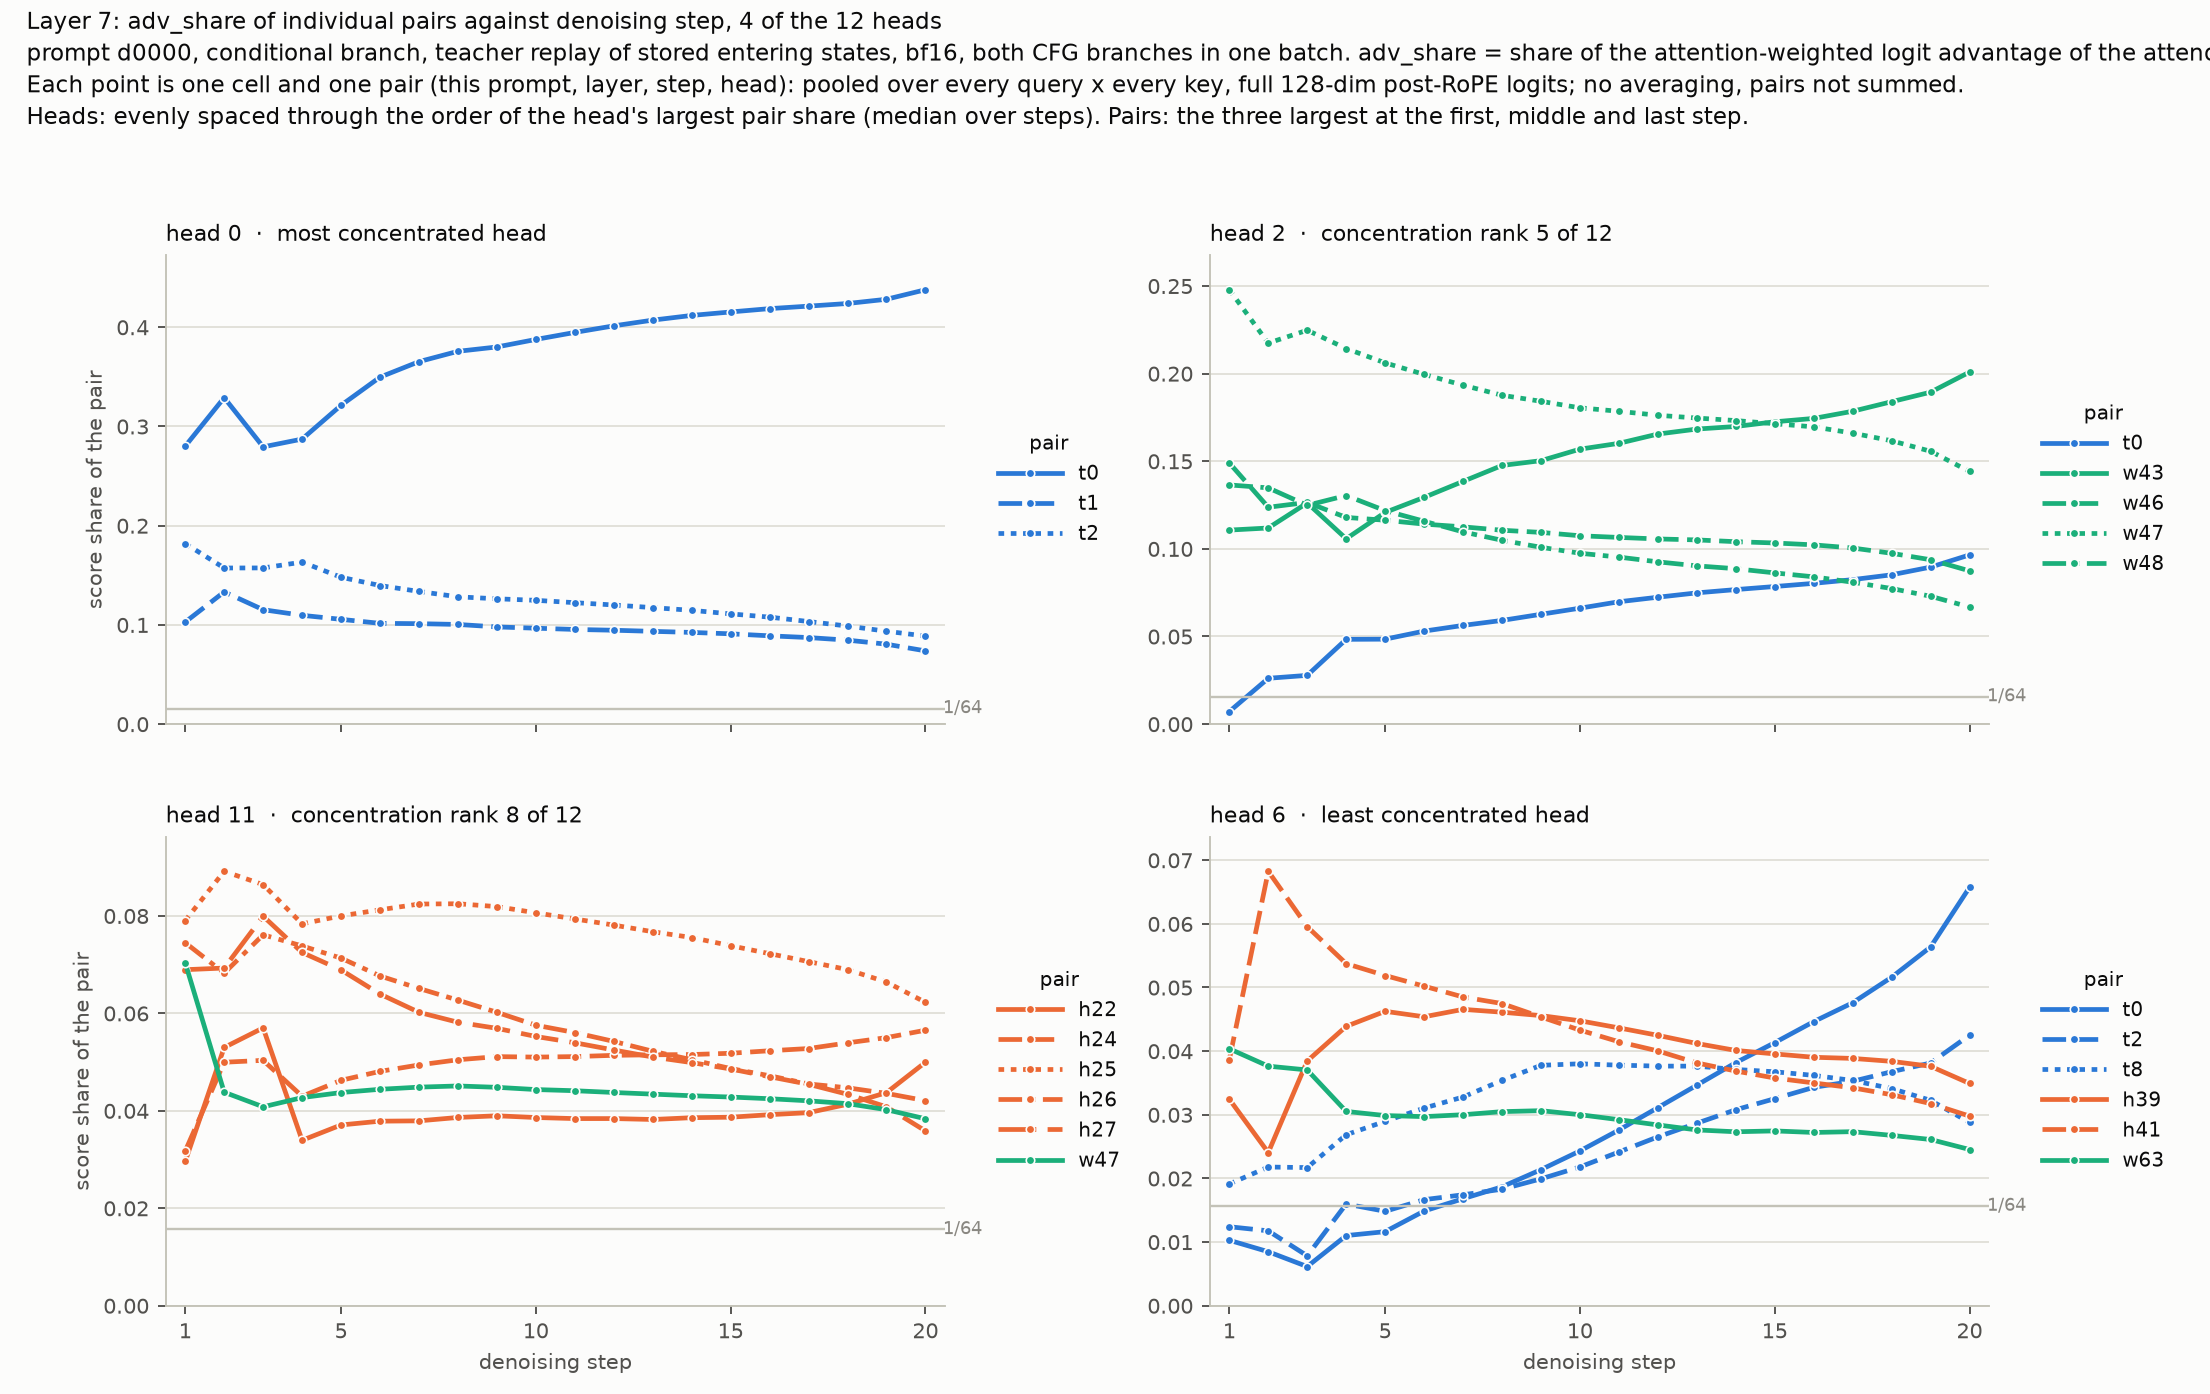 Layer 7: adv_share of individual pairs against denoising step, 4 of the 12 heads
prompt d0000, conditional branch, teacher replay of stored entering states, bf16, both CFG branches in one batch. adv_share = share of the attention-weighted logit advantage of the
Each point is one cell and one pair (this prompt, layer, step, head): pooled over every query x every key, full 128-dim post-RoPE logits; no averaging, pairs not summed.
Heads: evenly spaced through the order of the head's largest pair share (median over steps). Pairs: the three largest at the first, middle and last step.
head 0 · most concentrated head
score share of the pair
0.4
0.3
0.2
0.1
0.0
1/64
pair
t0
t1
t2
head 2 · concentration rank 5 of 12
0.25
0.20
0.15
0.10
0.05
0.00
1/64
pair
t0
w43
w46
w47
w48
head 11 · concentration rank 8 of 12
score share of the pair
0.08
0.06
0.04
0.02
0.00
1/64
1
5
10
15
20
denoising step
pair
h22
h24
h25
h26
h27
w47
head 6 · least concentrated head
0.07
0.06
0.05
0.04
0.03
0.02
0.01
0.00
1/64
1
5
10
15
20
denoising step
pair
t0
t2
t8
h39
h41
w63